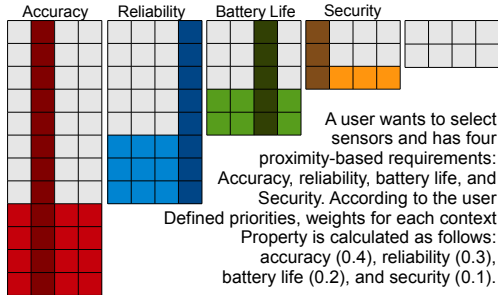 Accuracy Reliability Battery Life Security
A user wants to select
sensors and has four
proximity-based requirements:
Accuracy, reliability, battery life, and
Security. According to the user
Defined priorities, weights for each context
Property is calculated as follows:
accuracy (0.4), reliability (0.3),
battery life (0.2), and security (0.1).